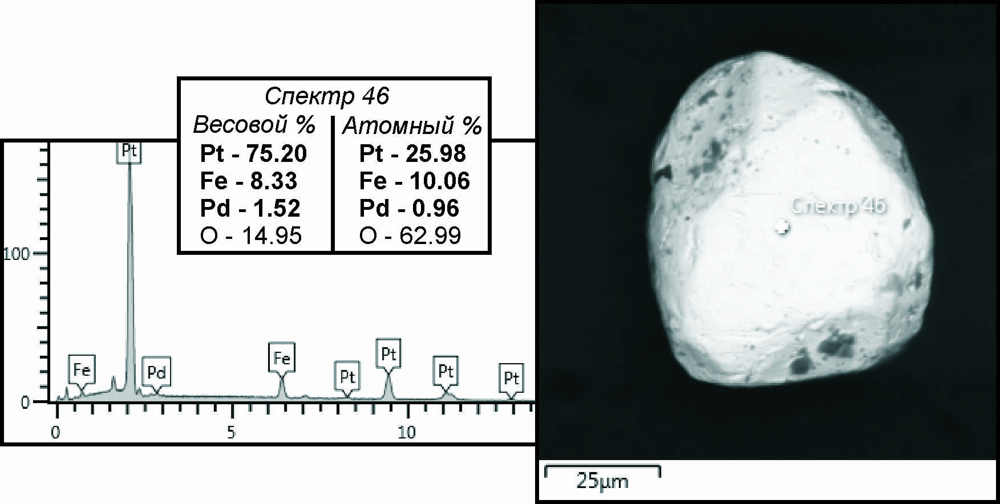 Спектр 46
Весовой % Атомный %
Pt - 75.20 Pt - 25.98
Fe - 8.33 Fe - 10.06
Pd - 1.52 Pd - 0.96
O - 14.95 O - 62.99
Pt
100
Fe
Pd
Fe
Pt
Pt
Pt
Pt
0
0 5 10
Спектр 46
25µm